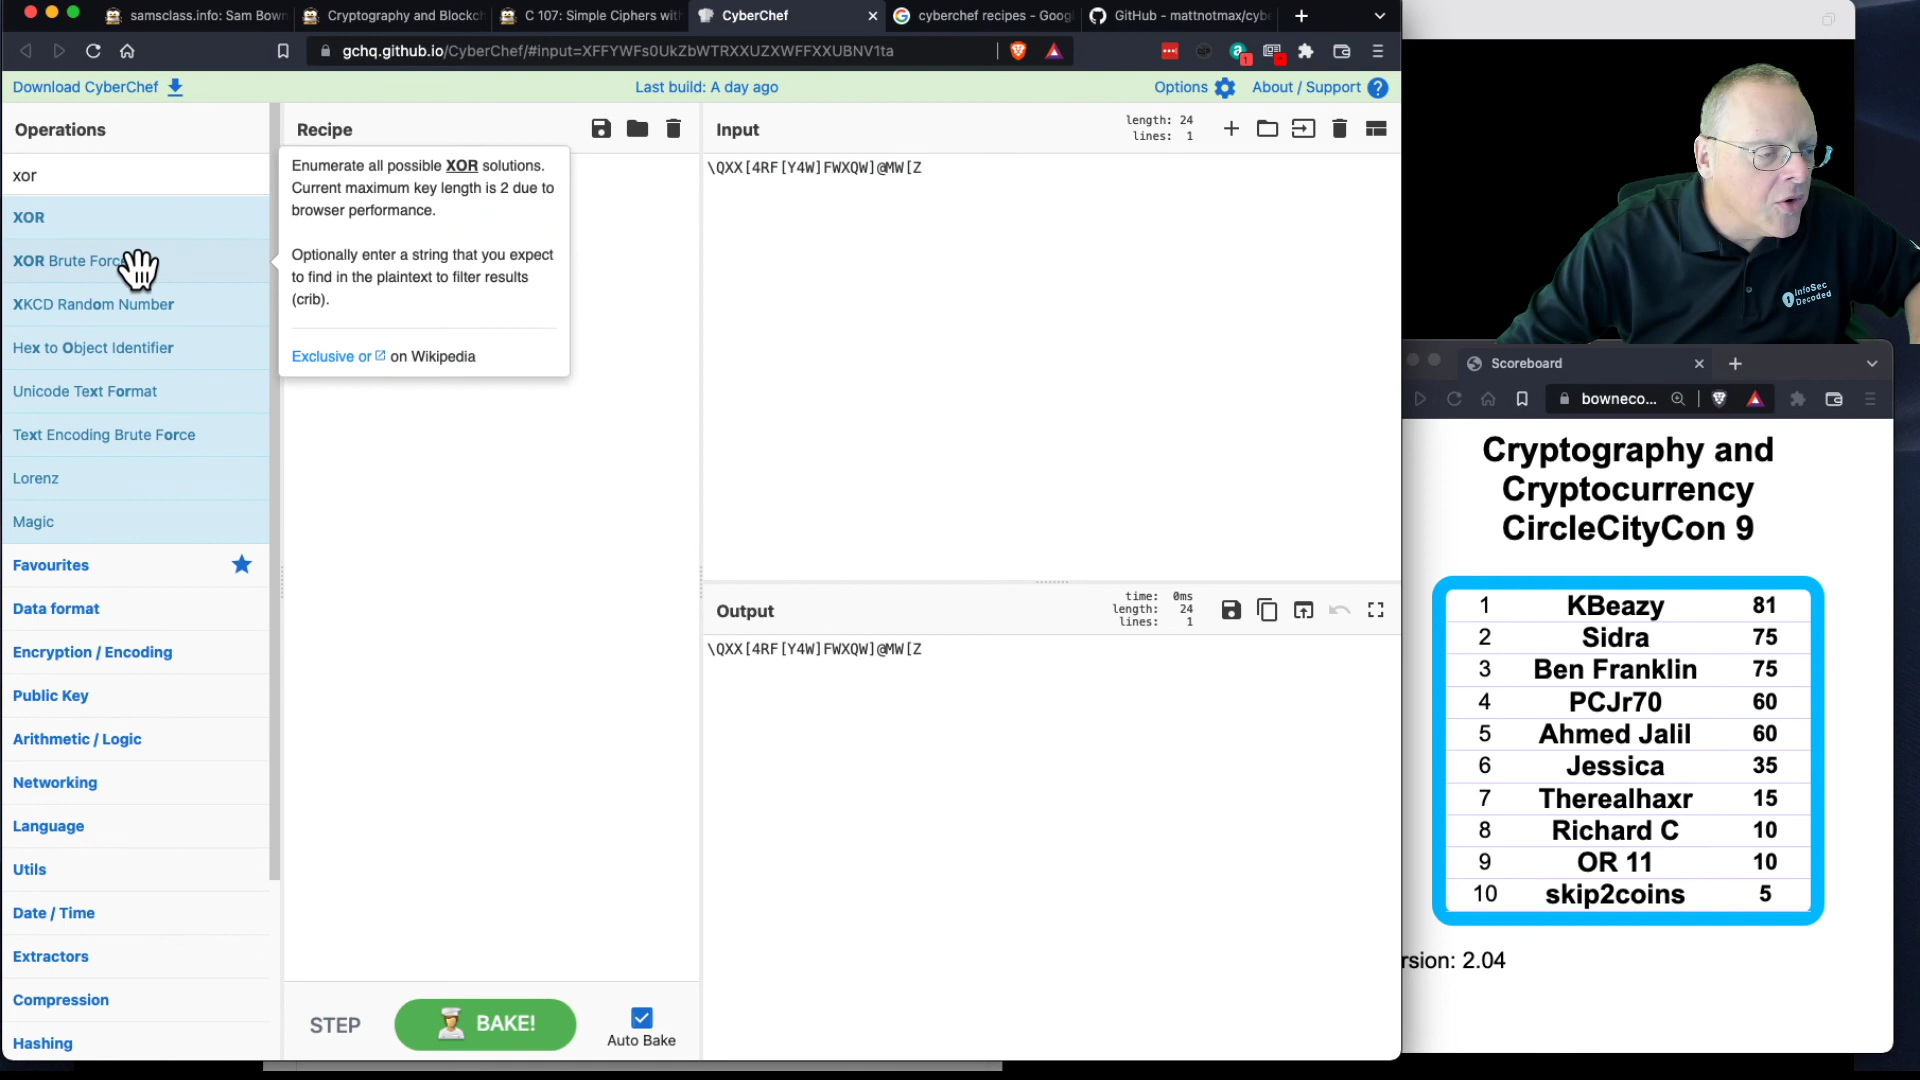 samsclass.info: Sam Bown
Cryptography and Blockch
C 107: Simple Ciphers with
CyberChef
cyberchef recipes - Goog
GitHub - mattnotmax/cybe
gchq.github.io/CyberChef/#input=XFFYWFs0UkZbWTRXXUZXWFFXXUBNV1ta
Download CyberChef
Last build: A day ago
Options
About / Support
Operations
Recipe
Input
length: 24
lines: 1
xor
XOR
XOR Brute Forc
XKCD Random Number
Hex to Object Identifier
Unicode Text Format
Text Encoding Brute Force
Lorenz
Magic
Favourites
Data format
Encryption / Encoding
Public Key
Arithmetic / Logic
Networking
Language
Utils
Date / Time
Extractors
Compression
Hashing
Enumerate all possible XOR solutions.
Current maximum key length is 2 due to
browser performance.
Optionally enter a string that you expect
to find in the plaintext to filter results
(crib).
Exclusive or on Wikipedia
STEP
BAKE!
Auto Bake
\QXX[4RF[Y4W]FWXQW]@MW[Z
Output
time: 0ms
length: 24
lines: 1
\QXX[4RF[Y4W]FWXQW]@MW[Z
InfoSec
Decoded
Scoreboard
bowneco...
Cryptography and
Cryptocurrency
CircleCityCon 9
1 KBeazy 81
2 Sidra 75
3 Ben Franklin 75
4 PCJr70 60
5 Ahmed Jalil 60
6 Jessica 35
7 Therealhaxr 15
8 Richard C 10
9 OR 11 10
10 skip2coins 5
rsion: 2.04